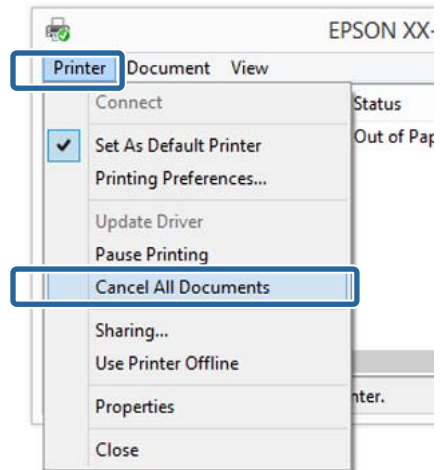 EPSON XX-
Printer Document View
Connect
Status
Set As Default Printer
Out of Pap
Printing Preferences...
Update Driver
Pause Printing
Cancel All Documents
Sharing...
Use Printer Offline
Properties
nter.
Close